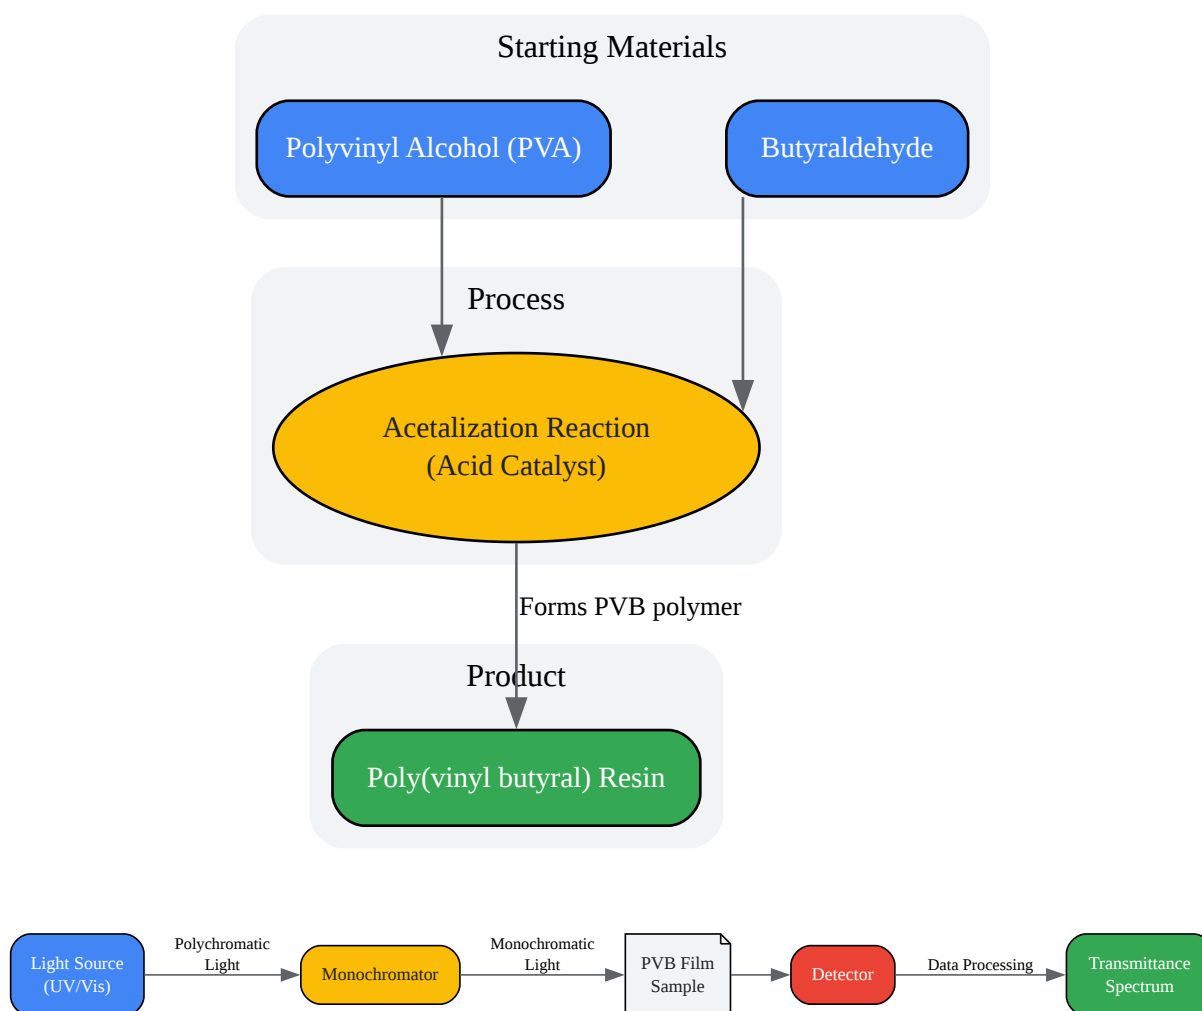 Starting Materials
Polyvinyl Alcohol (PVA)
Butyraldehyde
Process
Acetalization Reaction
(Acid Catalyst)
Forms PVB polymer
Product
Poly(vinyl butyral) Resin
Light Source
(UV/Vis)
Polychromatic
Light
Monochromator
Monochromatic
Light
PVB Film
Sample
Detector
Data Processing
Transmittance
Spectrum